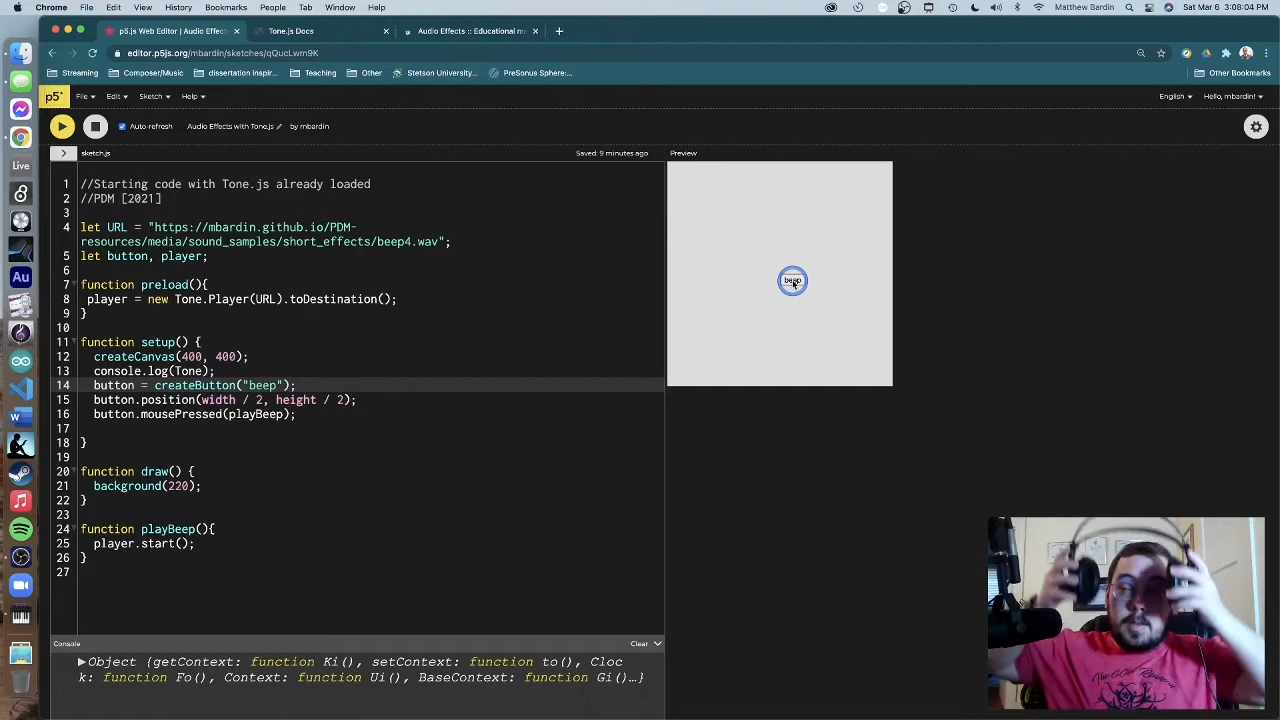 Chrome File Edit View History Bookmarks People Tab Window Help Matthew Bardin Sat Mar 6 3:08:04 PM
p5.js Web Editor | Audio Effect Tone.js Docs Audio Effects :: Educational m
editor.p5js.org/mbardin/sketches/qQucLwm9K
Streaming Composer/Music dissertation inspir... Teaching Other Stetson University... PreSonus Sphere:... Other Bookmarks
p5* File Edit Sketch Help English Hello, mbardin!
Auto-refresh Audio Effects with Tone.js by mbardin
Live
> sketch.js Saved: 9 minutes ago Preview
1 //Starting code with Tone.js already loaded
2 //PDM [2021]
3
4 let URL = "https://mbardin.github.io/PDM-
resources/media/sound_samples/short_effects/beep4.wav";
5 let button, player;
6
7 function preload(){
8 player = new Tone.Player(URL).toDestination();
9 }
10
11 function setup() {
12 createCanvas(400, 400);
13 console.log(Tone);
14 button = createButton("beep");
15 button.position(width / 2, height / 2);
16 button.mousePressed(playBeep);
17
18 }
19
20 function draw() {
21 background(220);
22 }
23
24 function playBeep(){
25 player.start();
26 }
27
beep
Au
Console Clear
▶Object {getContext: function Ki(), setContext: function to(), Cloc
k: function Fo(), Context: function Ui(), BaseContext: function Gi()…}